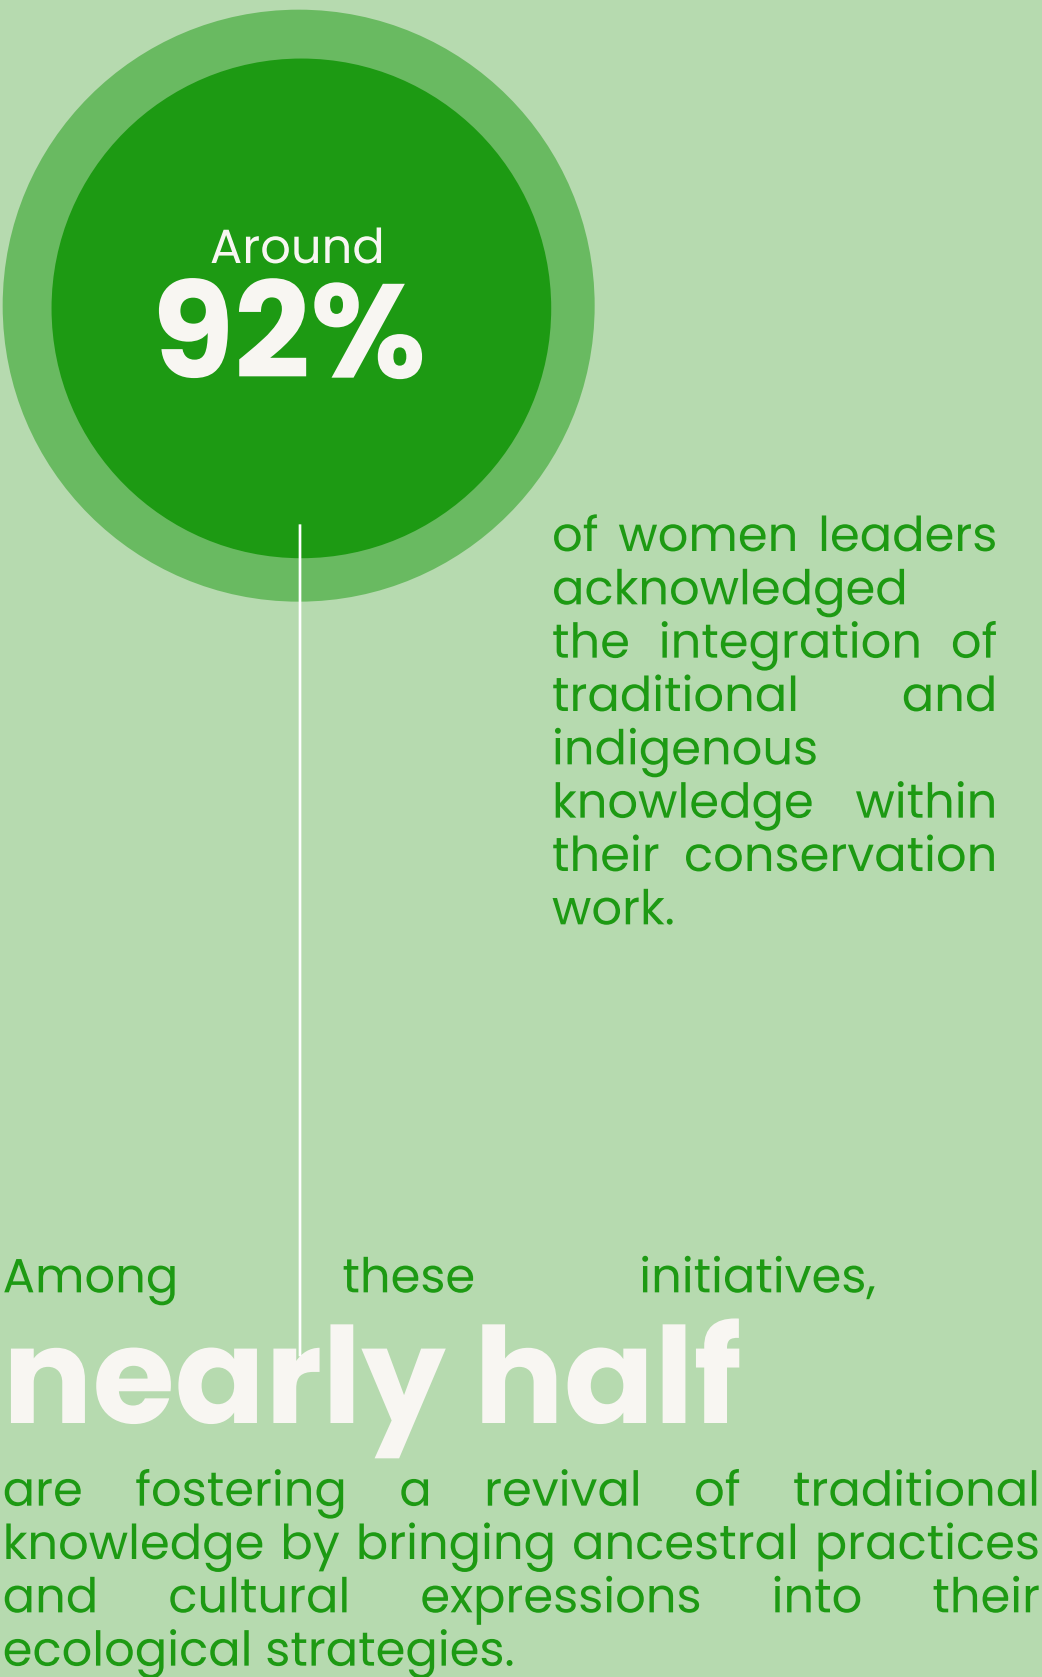 Around
92%
of women leaders
acknowledged
the integration of
traditional and
indigenous
knowledge within
their conservation
work.
Among these initiatives,
nearly half
are fostering a revival of traditional
knowledge by bringing ancestral practices
and cultural expressions into their
ecological strategies.